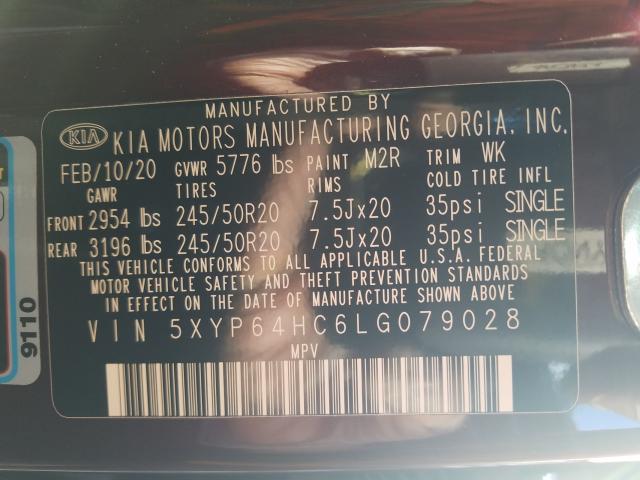 MANUFACTURED BY
KIA KIA MOTORS MANUFACTURING GEORGIA, INC.
FEB/10/20 GVWR 5776 lbs PAINT M2R TRIM WK
GAWR TIRES RIMS COLD TIRE INFL
FRONT 2954 lbs 245/50R20 7.5Jx20 35psi SINGLE
REAR 3196 lbs 245/50R20 7.5Jx20 35psi SINGLE
THIS VEHICLE CONFORMS TO ALL APPLICABLE U.S.A. FEDERAL
MOTOR VEHICLE SAFETY AND THEFT PREVENTION STANDARDS
IN EFFECT ON THE DATE OF MANUFACTURE SHOWN ABOVE
VIN 5XYP64HC6LG079028
MPV
9110